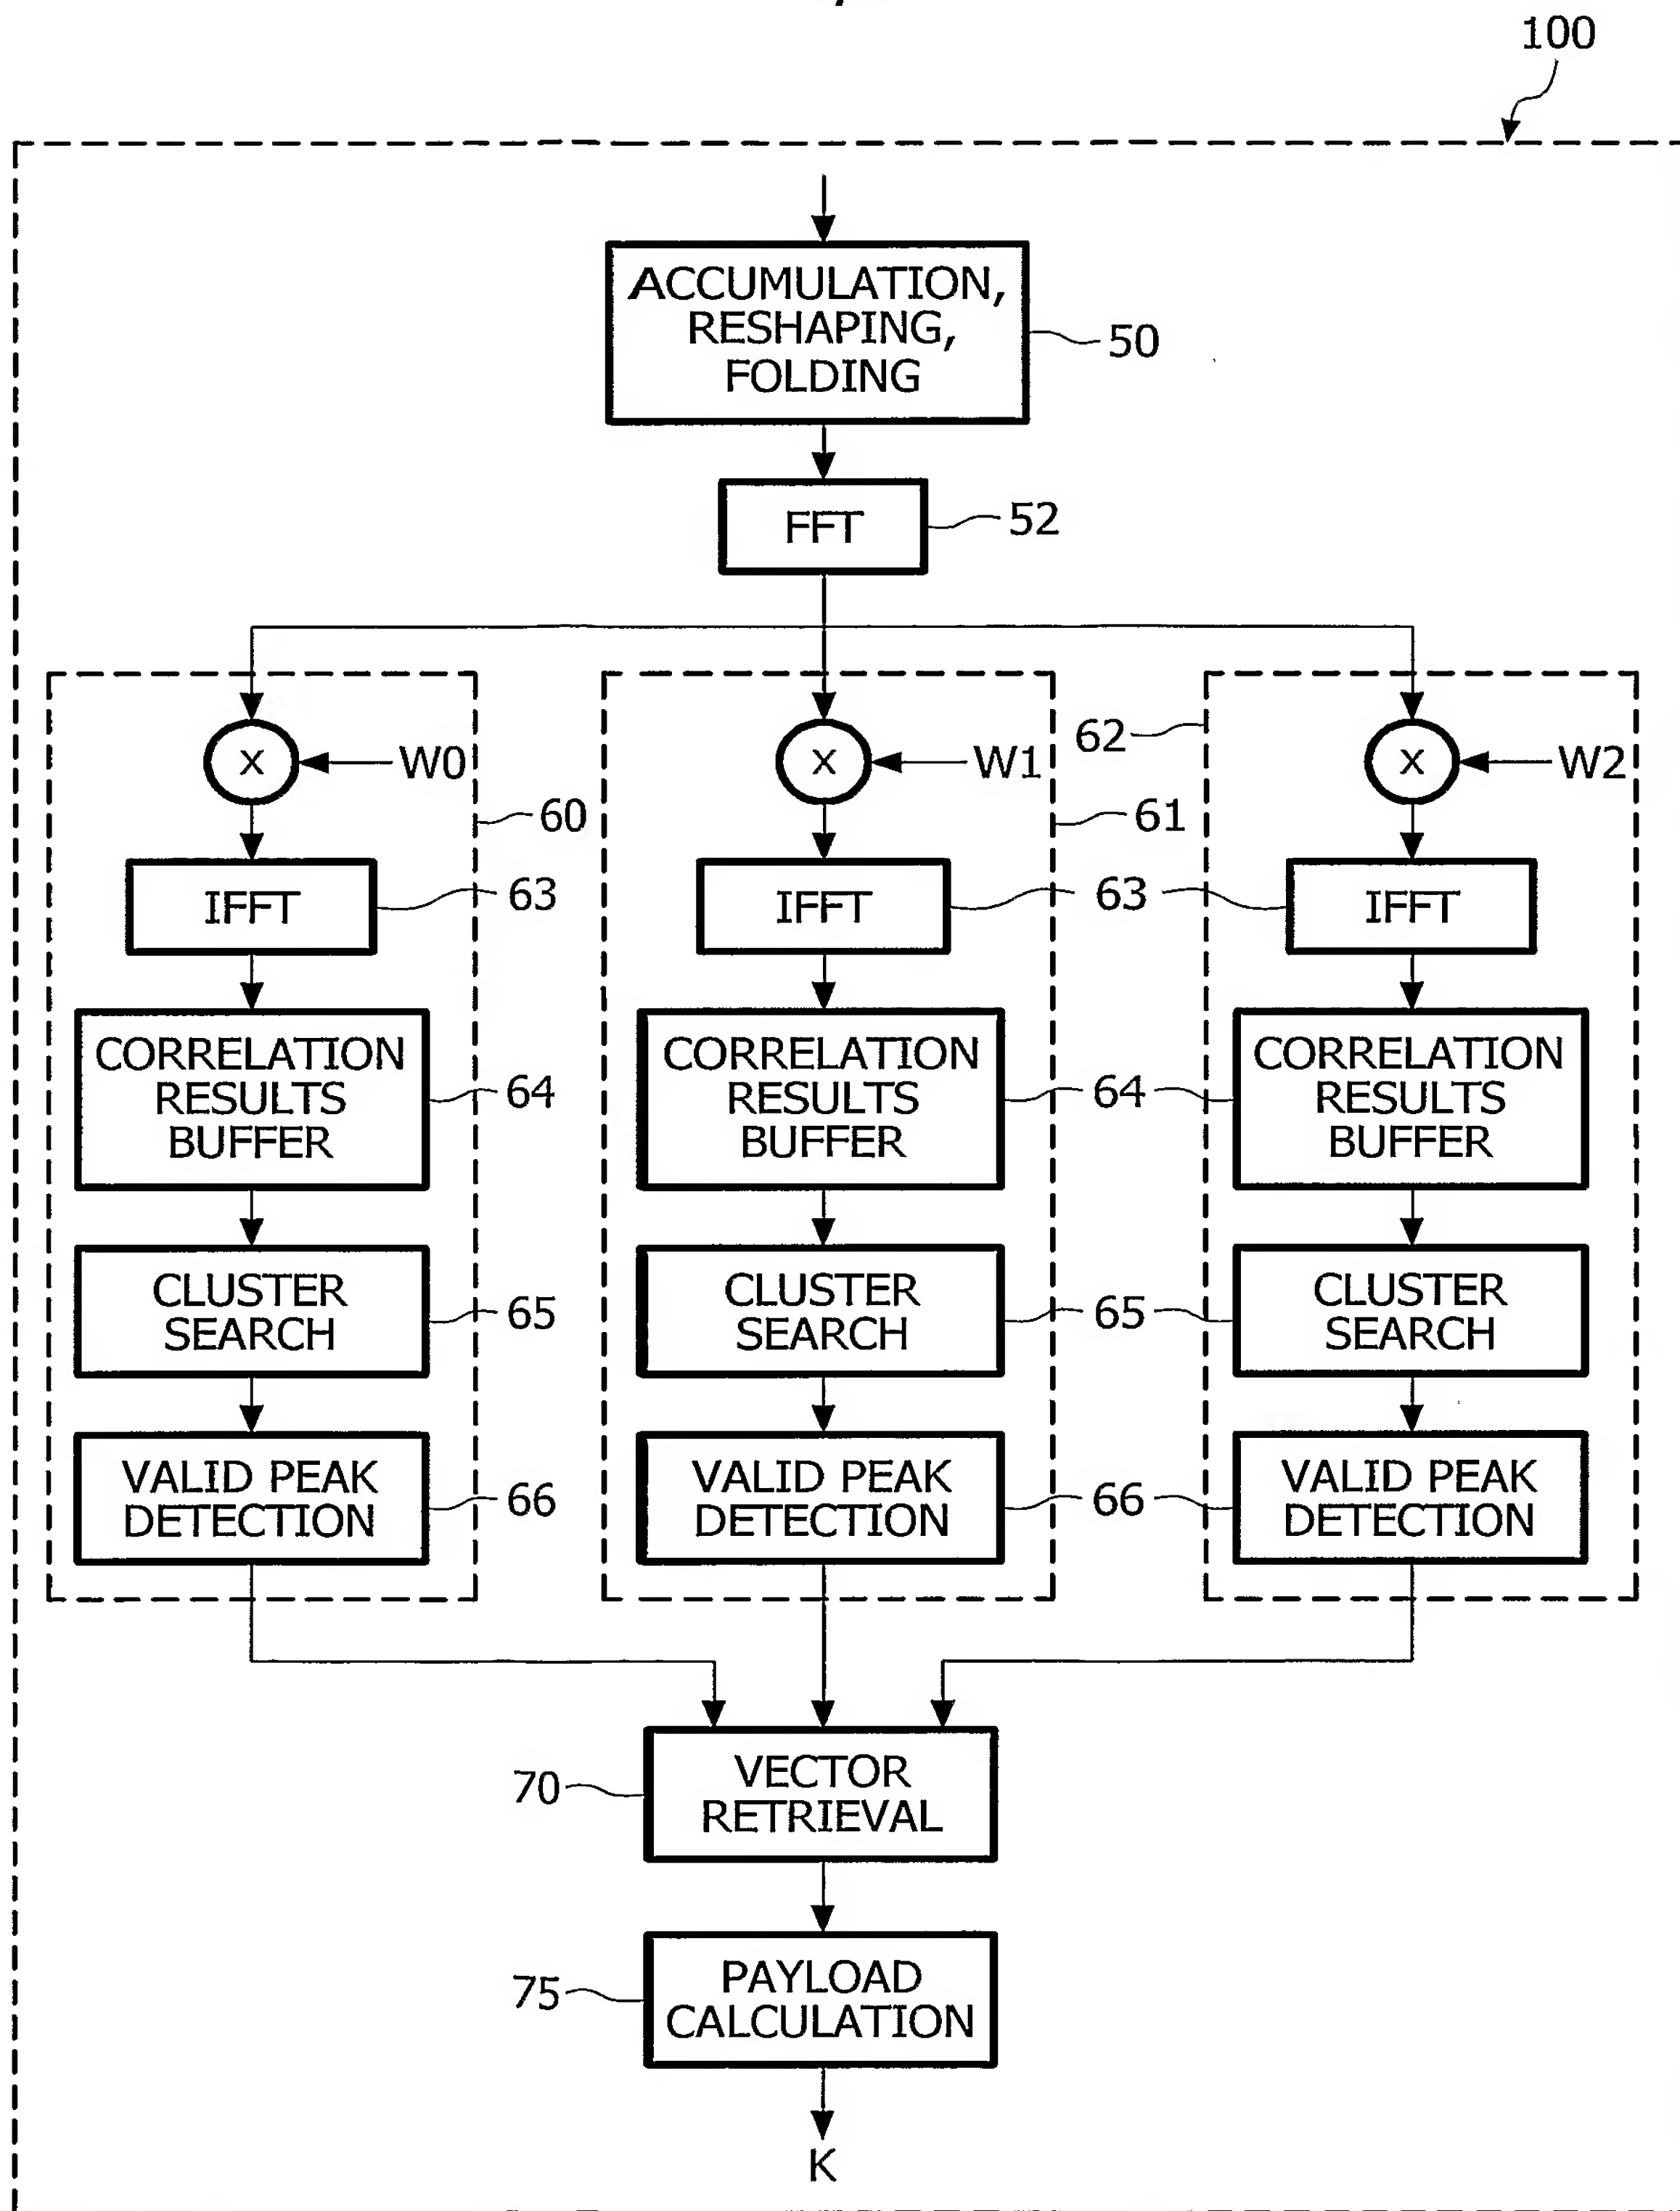 100
ACCUMULATION,
RESHAPING,
FOLDING
50
FFT
52
X
W0
60
X
W1
61
62
X
W2
IFFT
63
IFFT
63
IFFT
CORRELATION
RESULTS
BUFFER
64
CORRELATION
RESULTS
BUFFER
64
CORRELATION
RESULTS
BUFFER
CLUSTER
SEARCH
65
CLUSTER
SEARCH
65
CLUSTER
SEARCH
VALID PEAK
DETECTION
66
VALID PEAK
DETECTION
66
VALID PEAK
DETECTION
70
VECTOR
RETRIEVAL
75
PAYLOAD
CALCULATION
K